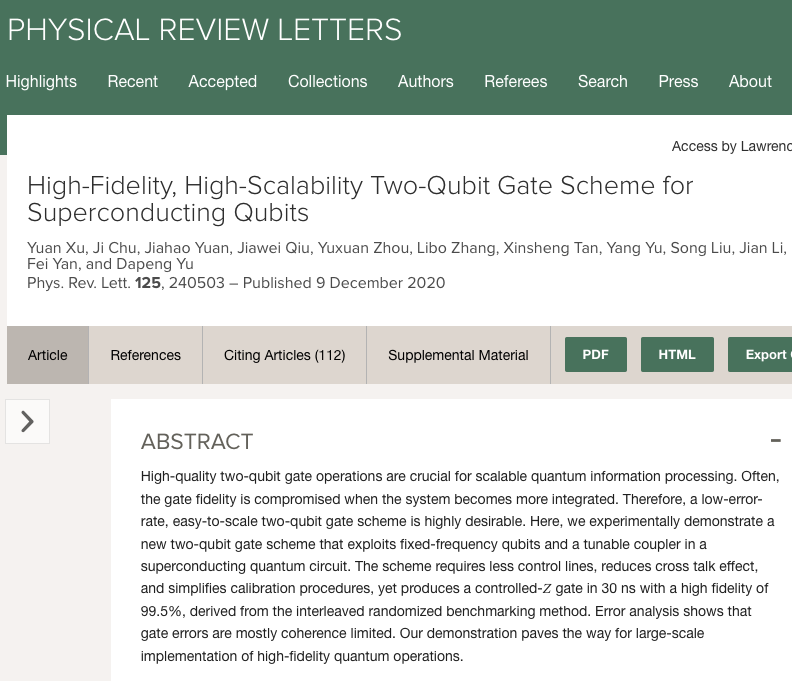 PHYSICAL REVIEW LETTERS
Highlights Recent Accepted Collections Authors Referees Search Press About
Access by Lawrenc
High-Fidelity, High-Scalability Two-Qubit Gate Scheme for
Superconducting Qubits
Yuan Xu, Ji Chu, Jiahao Yuan, Jiawei Qiu, Yuxuan Zhou, Libo Zhang, Xinsheng Tan, Yang Yu, Song Liu, Jian Li,
Fei Yan, and Dapeng Yu
Phys. Rev. Lett. 125, 240503 – Published 9 December 2020
Article References Citing Articles (112) Supplemental Material PDF HTML Export
ABSTRACT
High-quality two-qubit gate operations are crucial for scalable quantum information processing. Often,
the gate fidelity is compromised when the system becomes more integrated. Therefore, a low-error-
rate, easy-to-scale two-qubit gate scheme is highly desirable. Here, we experimentally demonstrate a
new two-qubit gate scheme that exploits fixed-frequency qubits and a tunable coupler in a
superconducting quantum circuit. The scheme requires less control lines, reduces cross talk effect,
and simplifies calibration procedures, yet produces a controlled-Z gate in 30 ns with a high fidelity of
99.5%, derived from the interleaved randomized benchmarking method. Error analysis shows that
gate errors are mostly coherence limited. Our demonstration paves the way for large-scale
implementation of high-fidelity quantum operations.